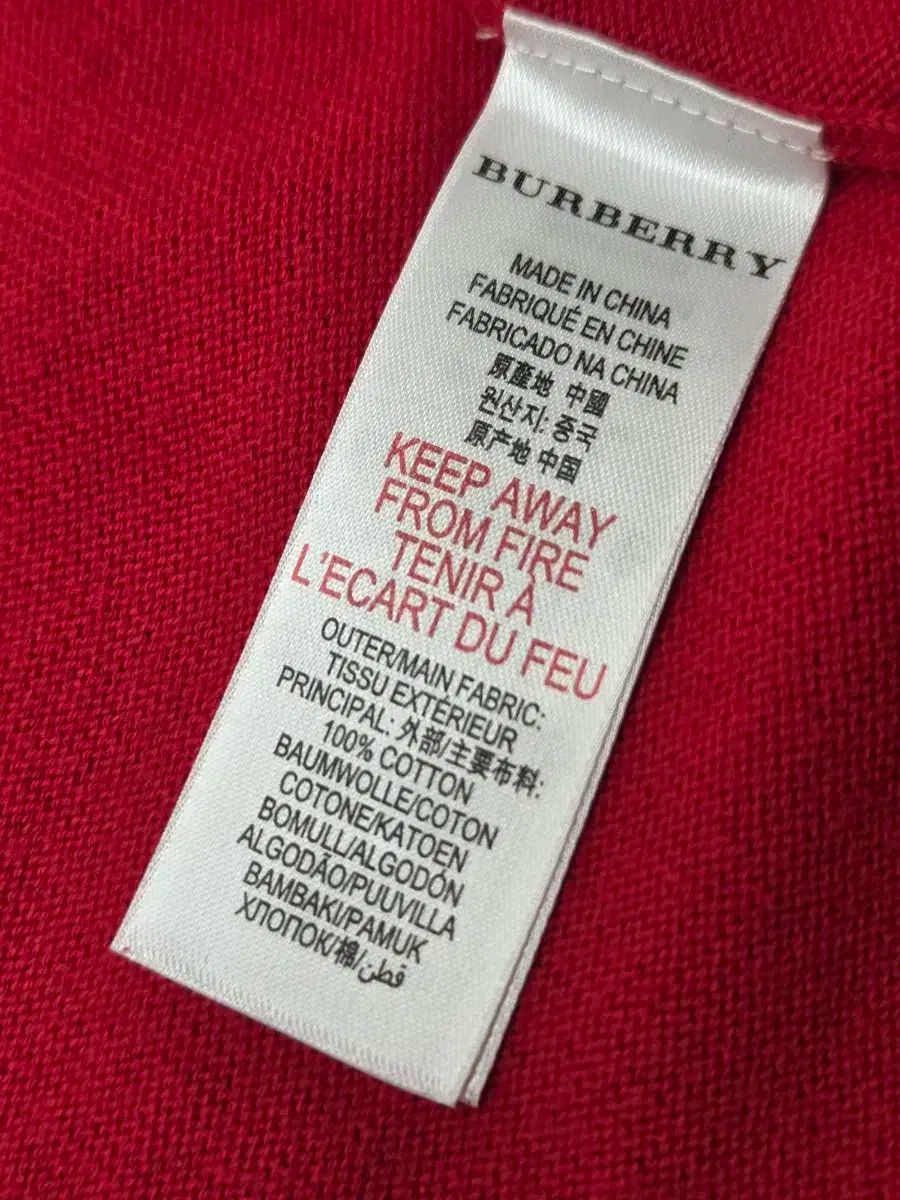 BURBERRY
MADE IN CHINA
FABRIQUÉ EN CHINE
FABRICADO NA CHINA
原產地 中國
원산지: 중국
原产地 中国
KEEP AWAY
FROM FIRE
TENIR À
L'ECART DU FEU
OUTER/MAIN FABRIC:
TISSU EXTÉRIEUR
PRINCIPAL: 外部/主要布料:
100% COTTON
BAUMWOLLE/COTON
COTONE/KATOEN
BOMULL/ALGODÓN
ALGODÃO/PUUVILLA
BAMBAKI/PAMUK
ХЛОПОК/棉/قطن